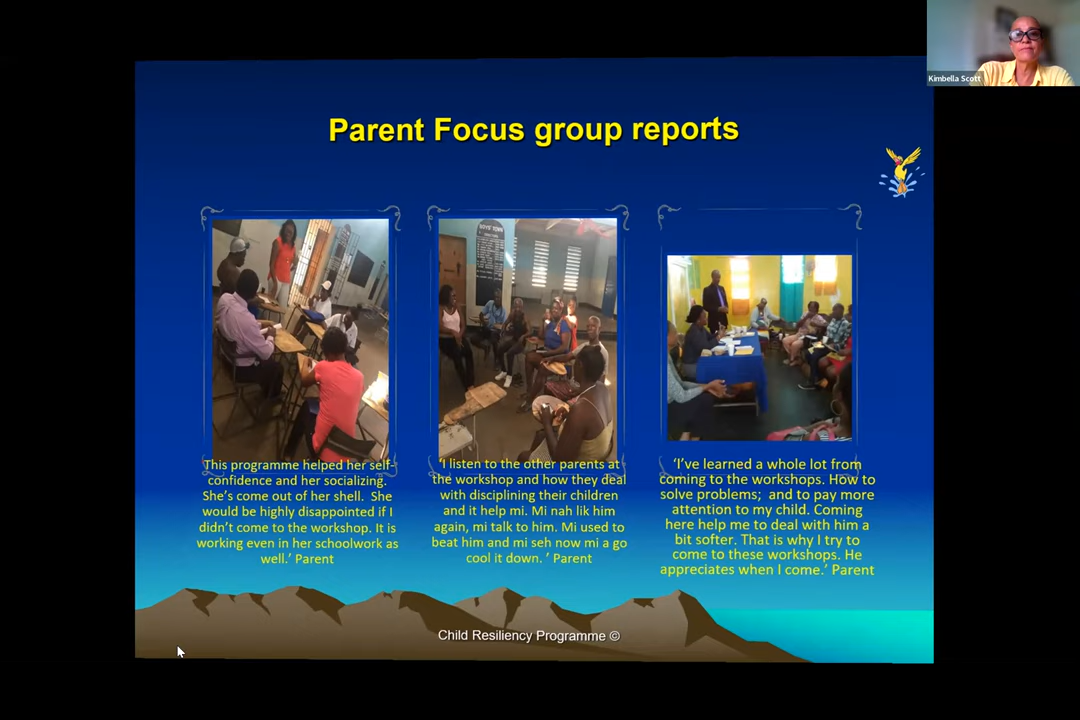 Kimbella Scott
Parent Focus group reports
BOYS' TOWN
This programme helped her self-
confidence and her socializing.
She's come out of her shell.  She
would be highly disappointed if I
didn't come to the workshop. It is
working even in her schoolwork as
well.' Parent
'I listen to the other parents at
the workshop and how they deal
with disciplining their children
and it help mi. Mi nah lik him
again, mi talk to him. Mi used to
beat him and mi seh now mi a go
cool it down. ' Parent
'I've learned a whole lot from
coming to the workshops. How to
solve problems;  and to pay more
attention to my child. Coming
here help me to deal with him a
bit softer. That is why I try to
come to these workshops. He
appreciates when I come.' Parent
Child Resiliency Programme ©